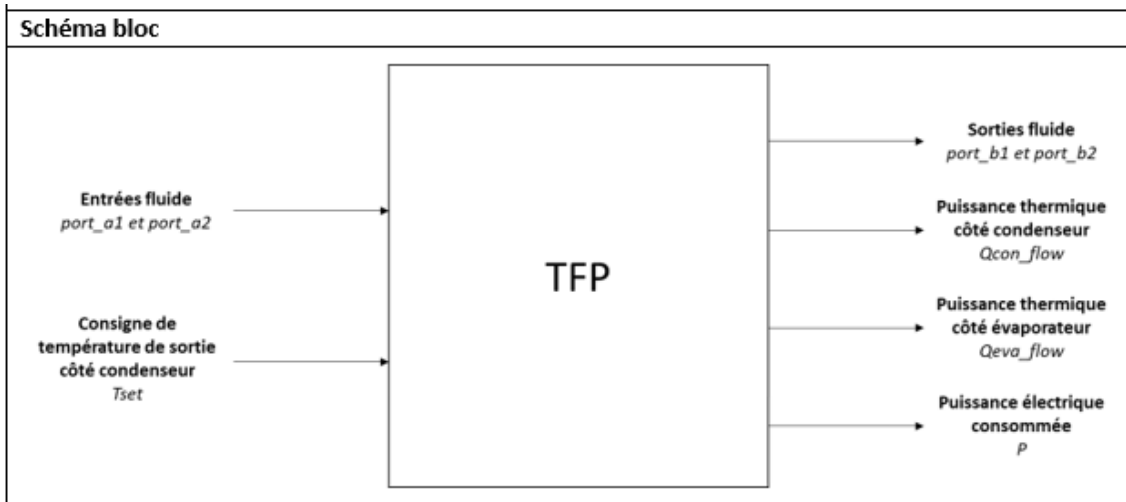 Schéma bloc
Entrées fluide
port_a1 et port_a2
Consigne de
température de sortie
côté condenseur
Tset
TFP
Sorties fluide
port_b1 et port_b2
Puissance thermique
côté condenseur
Qcon_flow
Puissance thermique
côté évaporateur
Qeva_flow
Puissance électrique
consommée
P